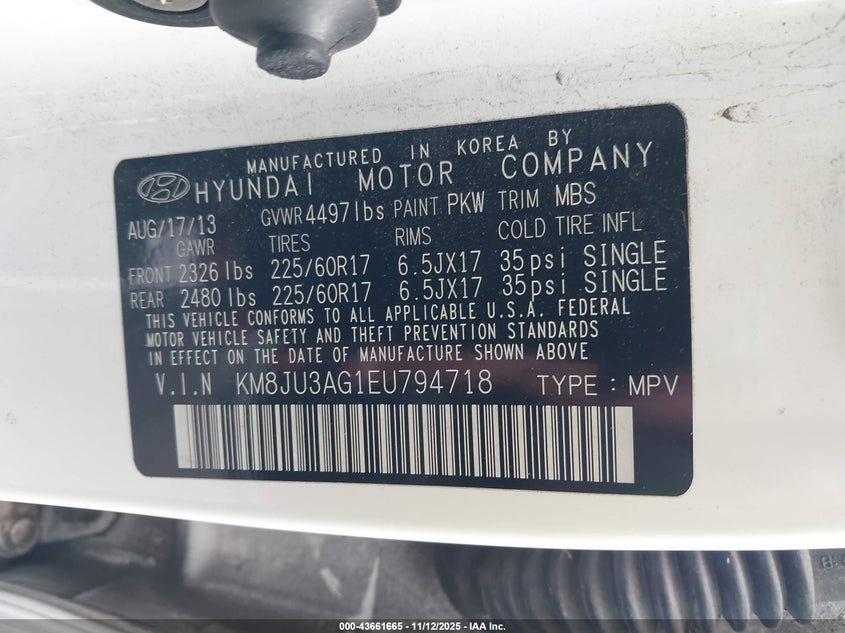 MANUFACTURED IN KOREA BY
HYUNDAI MOTOR COMPANY
AUG/17/13 GVWR 4497lbs PAINT PKW TRIM MBS
GAWR TIRES RIMS COLD TIRE INFL
FRONT 2326 lbs 225/60R17 6.5JX17 35psi SINGLE
REAR 2480 lbs 225/60R17 6.5JX17 35psi SINGLE
THIS VEHICLE CONFORMS TO ALL APPLICABLE U.S.A. FEDERAL
MOTOR VEHICLE SAFETY AND THEFT PREVENTION STANDARDS
IN EFFECT ON THE DATE OF MANUFACTURE SHOWN ABOVE
V.I.N KM8JU3AG1EU794718 TYPE : MPV
000-43661665 - 11/12/2025 - IAA Inc.